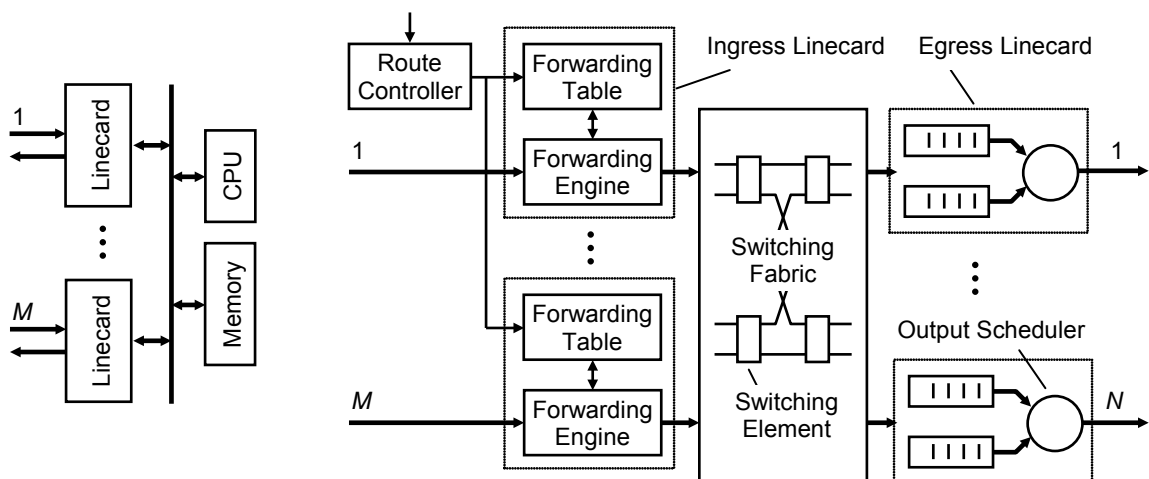 1
Linecard
M
Linecard
CPU
Memory
Route
Controller
Forwarding
Table
Ingress Linecard
Egress Linecard
1
Forwarding
Engine
1
Switching
Fabric
Forwarding
Table
Output Scheduler
M
Forwarding
Engine
Switching
Element
N